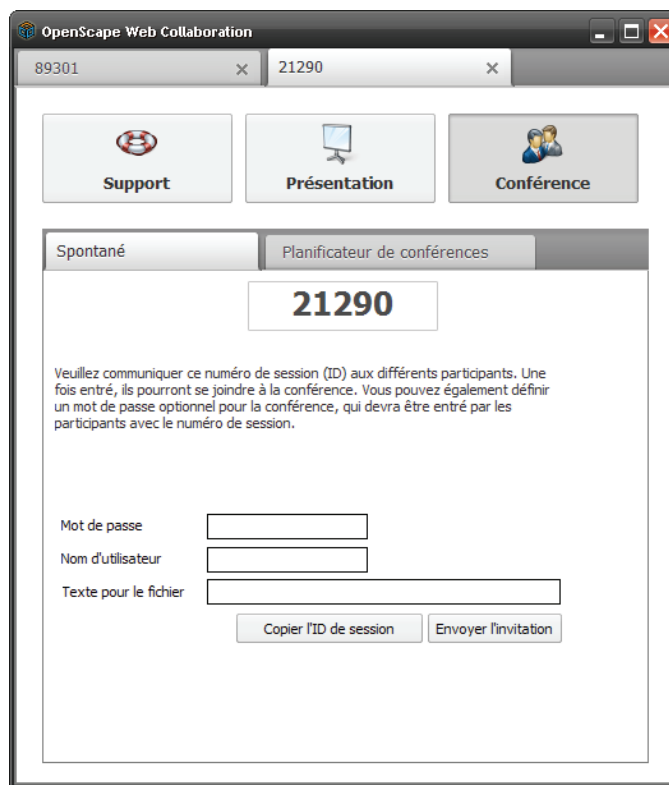 OpenScape Web Collaboration
89301
21290
Support
Présentation
Conférence
Spontané
Planificateur de conférences
21290
Veuillez communiquer ce numéro de session (ID) aux différents participants. Une
fois entré, ils pourront se joindre à la conférence. Vous pouvez également définir
un mot de passe optionnel pour la conférence, qui devra être entré par les
participants avec le numéro de session.
Mot de passe
Nom d'utilisateur
Texte pour le fichier
Copier l'ID de session
Envoyer l'invitation